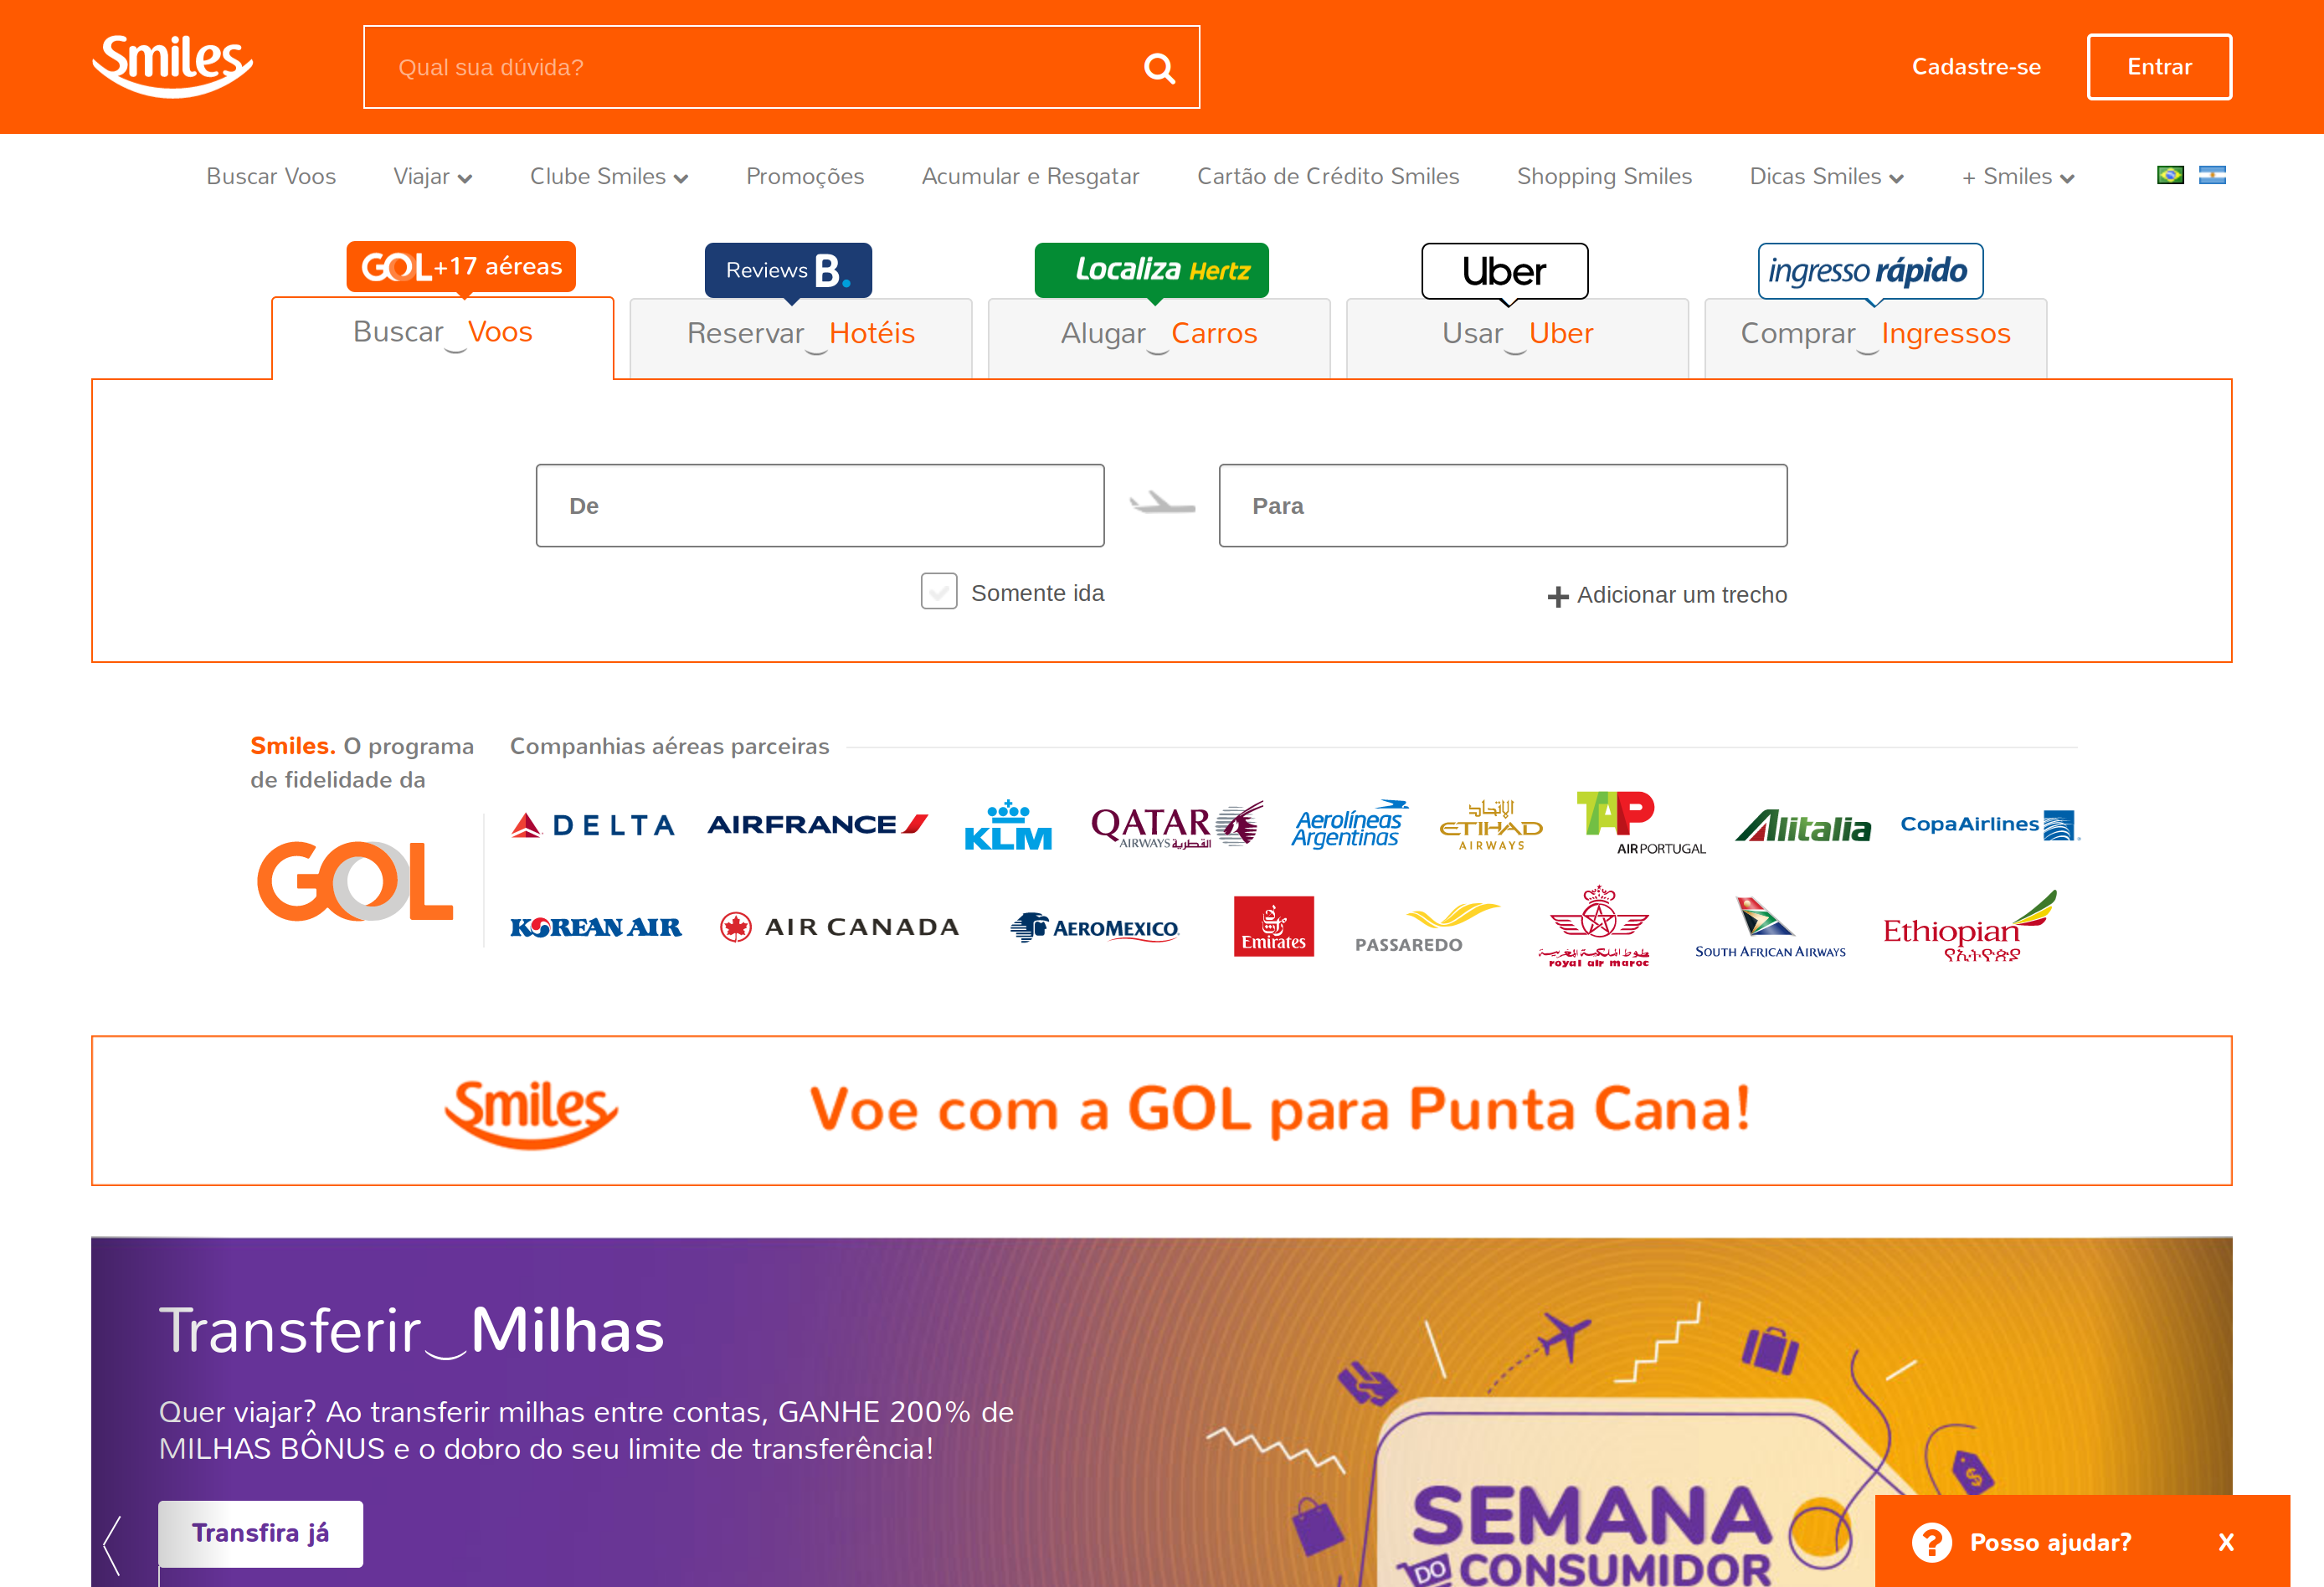 Smiles
Qual sua dúvida?
Cadastre-se
Entrar
Buscar Voos
Viajar
Clube Smiles
Promoções
Acumular e Resgatar
Cartão de Crédito Smiles
Shopping Smiles
Dicas Smiles
+ Smiles
GOL+17 aéreas
Reviews B.
Localiza Hertz
Uber
ingresso rápido
Buscar Voos
Reservar Hotéis
Alugar Carros
Usar Uber
Comprar Ingressos
De
Para
Somente ida
Adicionar um trecho
Smiles. O programa
de fidelidade da
GOL
Companhias aéreas parceiras
DELTA
AIRFRANCE
KLM
QATAR
AIRWAYS القطرية
Aerolíneas
Argentinas
الإتحاد
ETIHAD
AIRWAYS
TAP
AIRPORTUGAL
Alitalia
CopaAirlines
KOREAN AIR
AIR CANADA
AEROMEXICO
Emirates
PASSAREDO
الخطوط الملكية المغربية
royal air maroc
SOUTH AFRICAN AIRWAYS
Ethiopian
የኢትዮጵያ
Smiles
Voe com a GOL para Punta Cana!
Transferir Milhas
Quer viajar? Ao transferir milhas entre contas, GANHE 200% de
MILHAS BÔNUS e o dobro do seu limite de transferência!
Transfira já
SEMANA
DO CONSUMIDOR
$
? Posso ajudar? X